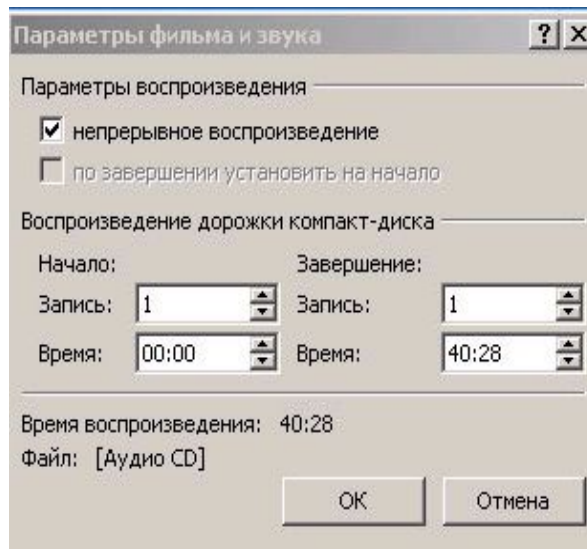 Параметры фильма и звука
Параметры воспроизведения
непрерывное воспроизведение
по завершении установить на начало
Воспроизведение дорожки компакт-диска
Начало: Завершение:
Запись: 1 Запись: 1
Время: 00:00 Время: 40:28
Время воспроизведения: 40:28
Файл: [Аудио CD]
ОК Отмена